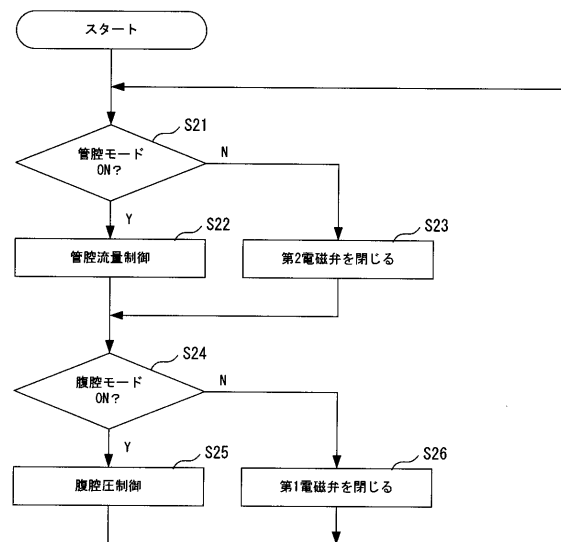 スタート
S21
管腔モード
ON?
N
Y
S22
管腔流量制御
S23
第2電磁弁を閉じる
S24
腹腔モード
ON?
N
Y
S25
腹腔圧制御
S26
第1電磁弁を閉じる